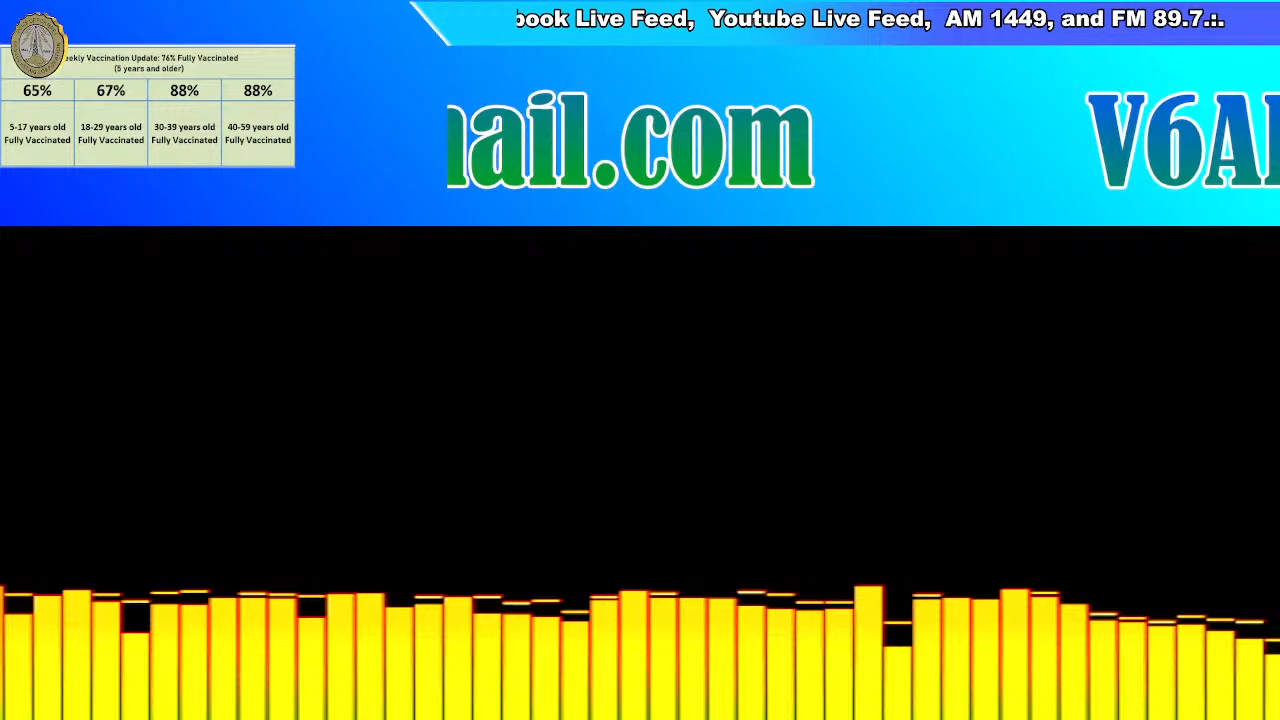 book Live Feed, Youtube Live Feed, AM 1449, and FM 89.7.:.
Weekly Vaccination Update: 76% Fully Vaccinated
(5 years and older)
65% 67% 88% 88%
5-17 years old 18-29 years old 30-39 years old 40-59 years old
Fully Vaccinated Fully Vaccinated Fully Vaccinated Fully Vaccinated
ail.com V6A